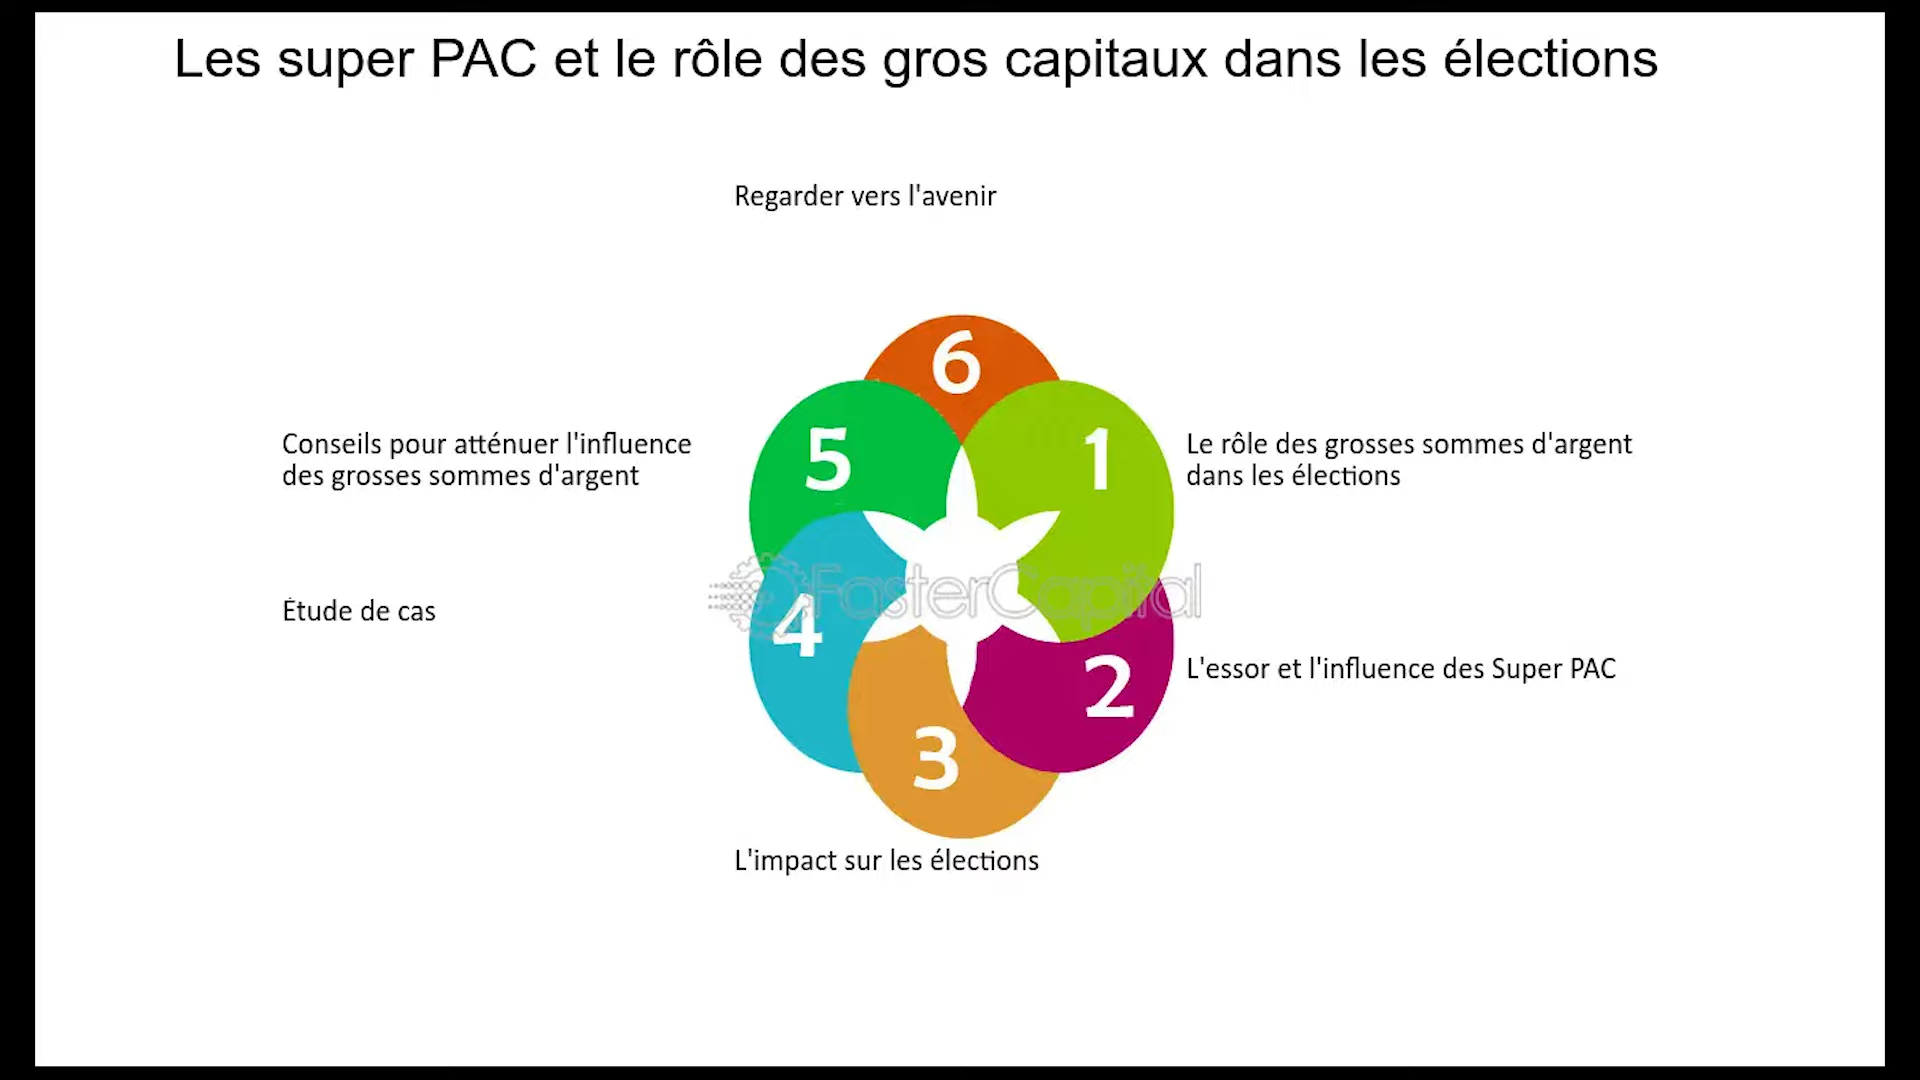 Les super PAC et le rôle des gros capitaux dans les élections
Regarder vers l'avenir
6
5
1
Conseils pour atténuer l'influence
des grosses sommes d'argent
Le rôle des grosses sommes d'argent
dans les élections
FasterCapital
Étude de cas
4
2
L'essor et l'influence des Super PAC
3
L'impact sur les élections